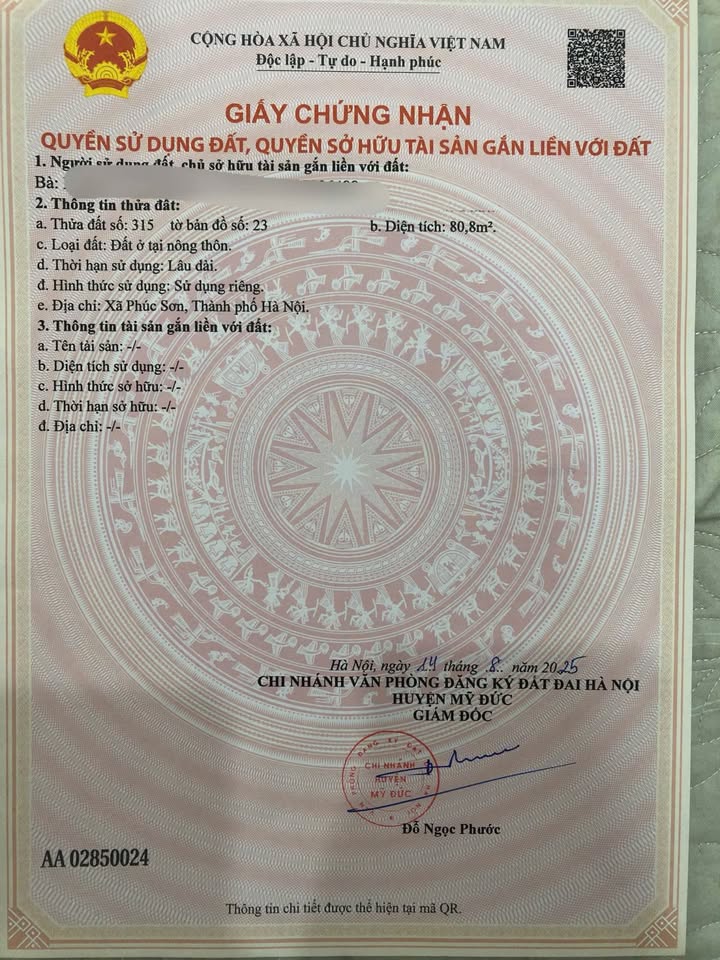 CỘNG HÒA XÃ HỘI CHỦ NGHĨA VIỆT NAM
Độc lập - Tự do - Hạnh phúc
GIẤY CHỨNG NHẬN
QUYỀN SỬ DỤNG ĐẤT, QUYỀN SỞ HỮU TÀI SẢN GẮN LIỀN VỚI ĐẤT
1. Người sử dụng đất, chủ sở hữu tài sản gắn liền với đất:
Bà:
2. Thông tin thửa đất:
a. Thửa đất số: 315 tờ bản đồ số: 23 b. Diện tích: 80,8m².
c. Loại đất: Đất ở tại nông thôn.
d. Thời hạn sử dụng: Lâu dài.
đ. Hình thức sử dụng: Sử dụng riêng.
e. Địa chỉ: Xã Phúc Sơn, Thành phố Hà Nội.
3. Thông tin tài sản gắn liền với đất:
a. Tên tài sản: -/-
b. Diện tích sử dụng: -/-
c. Hình thức sở hữu: -/-
d. Thời hạn sở hữu: -/-
đ. Địa chỉ: -/-
Hà Nội, ngày 14 tháng 8 năm 2025
CHI NHÁNH VĂN PHÒNG ĐĂNG KÝ ĐẤT ĐAI HÀ NỘI
HUYỆN MỸ ĐỨC
GIÁM ĐỐC
CHI NHÁNH
HUYỆN
MỸ ĐỨC
Đỗ Ngọc Phước
AA 02850024
Thông tin chi tiết được thể hiện tại mã QR.